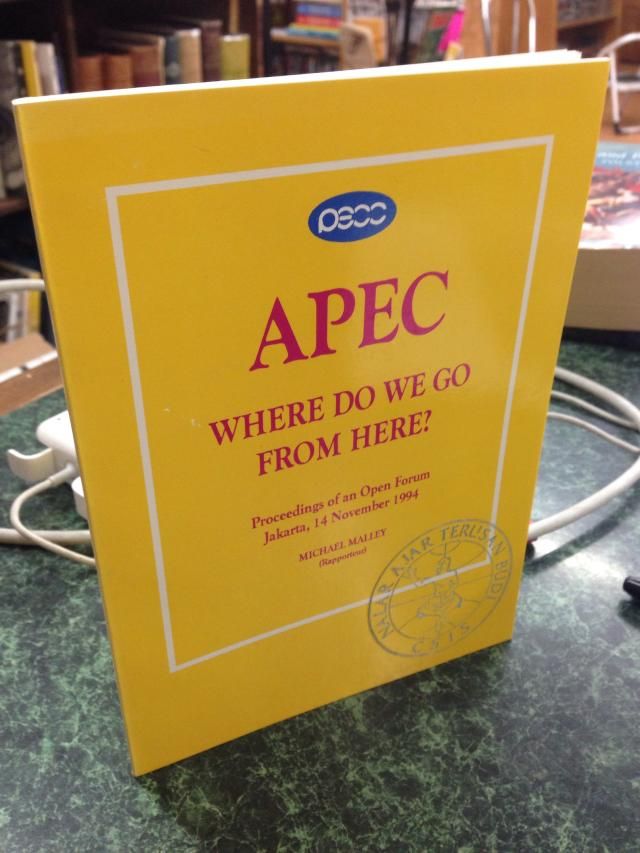 pecc
APEC
WHERE DO WE GO
FROM HERE?
Proceedings of an Open Forum
Jakarta, 14 November 1994
MICHAEL MALLEY
(Rapporteur)
NALAR AJAR TERUSAN BUDI
CSIS